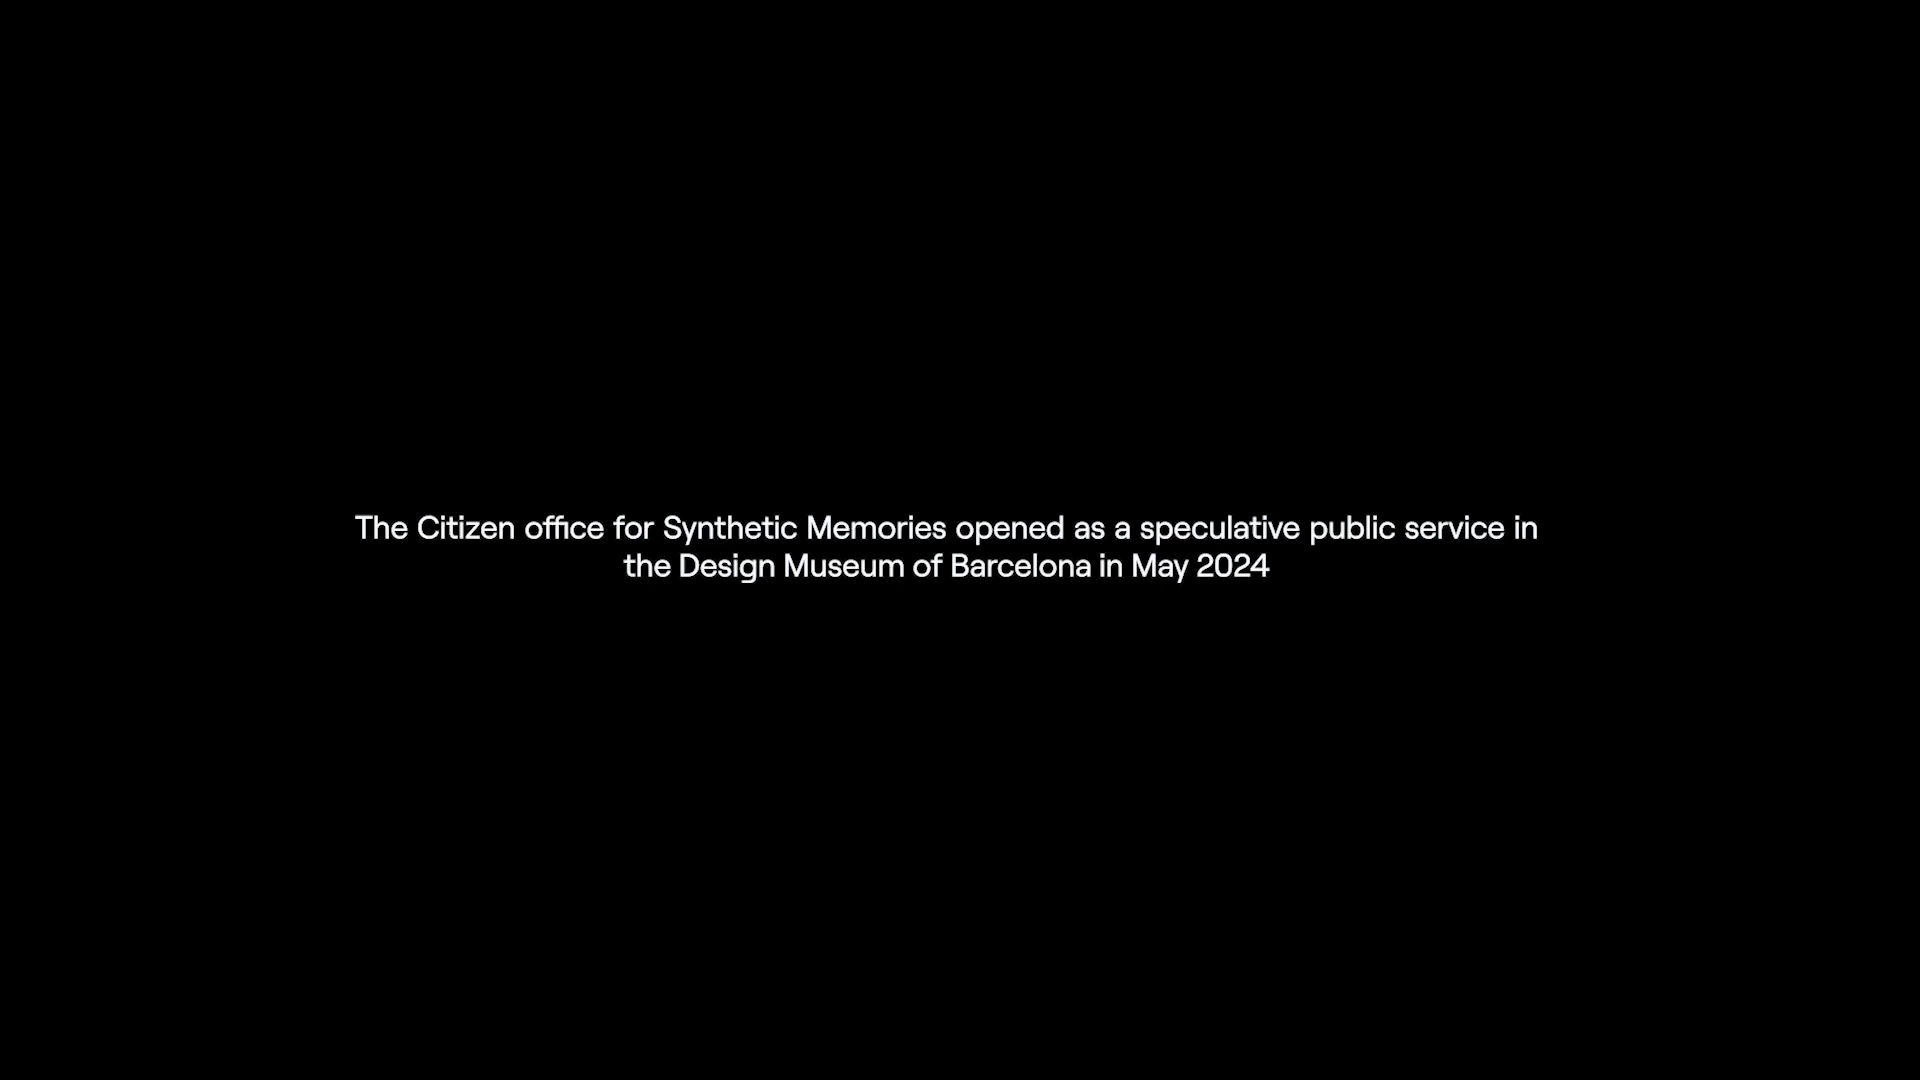 The Citizen office for Synthetic Memories opened as a speculative public service in
the Design Museum of Barcelona in May 2024